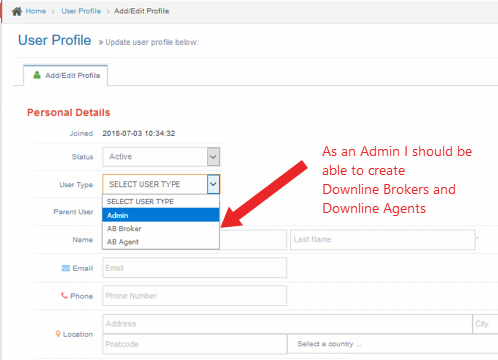 Home > User Profile > Add/Edit Profile
User Profile » Update user profile below:
Add/Edit Profile
Personal Details
Joined 2018-07-03 10:34:32
Status Active
User Type SELECT USER TYPE
SELECT USER TYPE
Admin
AB Broker
AB Agent
Parent User
Name Last Name *
Email Email
Phone Phone Number
Location Address City
Postcode Select a country ...
As an Admin I should be
able to create
Downline Brokers and
Downline Agents